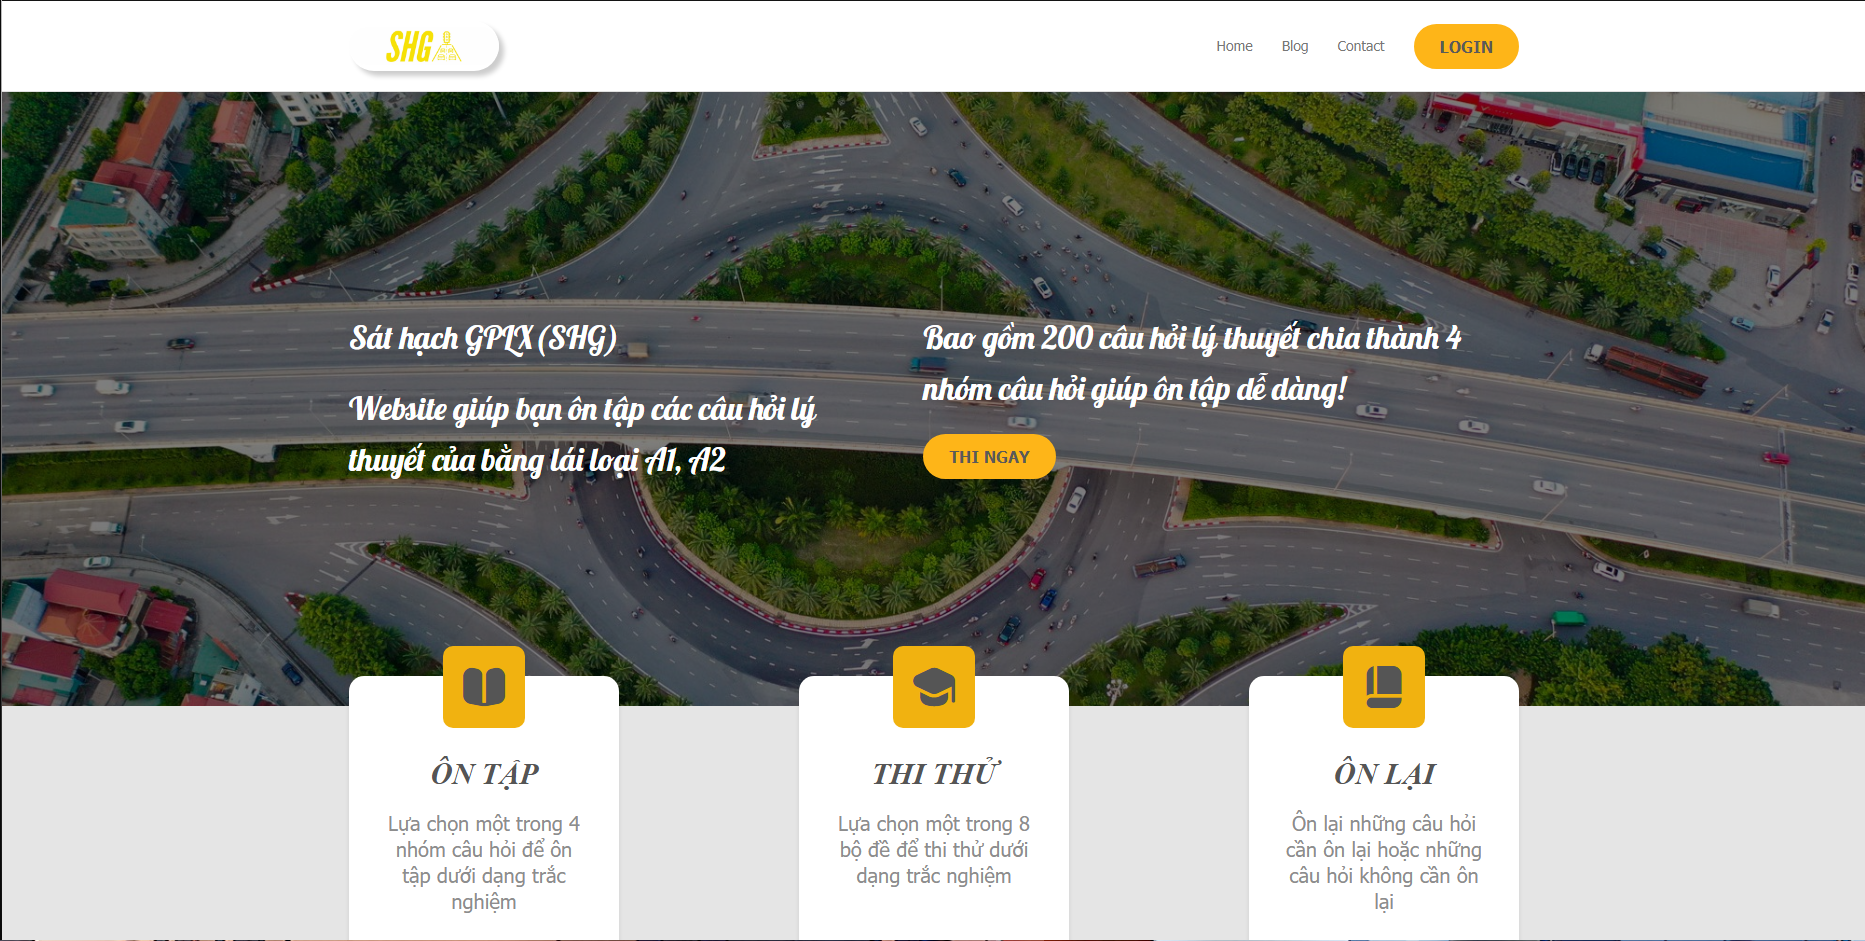 SHG
Home
Blog
Contact
LOGIN
Sát hạch GPLX(SHG)
Website giúp bạn ôn tập các câu hỏi lý
thuyết của bằng lái loại A1, A2
Bao gồm 200 câu hỏi lý thuyết chia thành 4
nhóm câu hỏi giúp ôn tập dễ dàng!
THI NGAY
ÔN TẬP
Lựa chọn một trong 4
nhóm câu hỏi để ôn
tập dưới dạng trắc
nghiệm
THI THỬ
Lựa chọn một trong 8
bộ đề để thi thử dưới
dạng trắc nghiệm
ÔN LẠI
Ôn lại những câu hỏi
cần ôn lại hoặc những
câu hỏi không cần ôn
lại